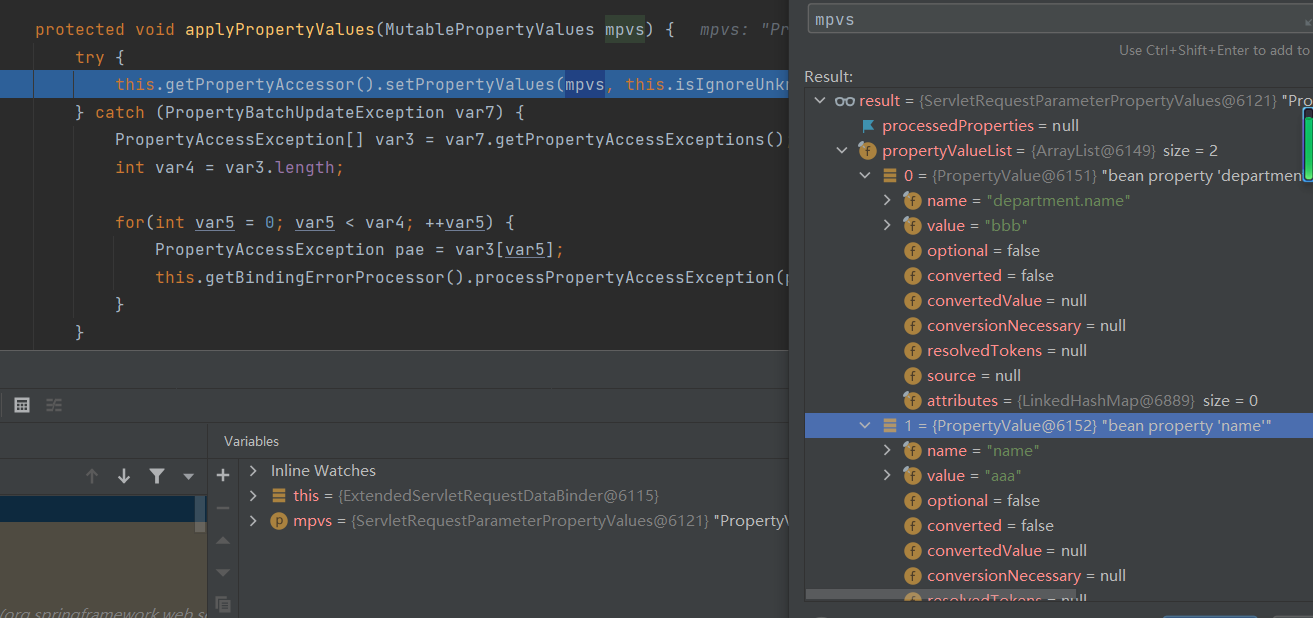 protected void applyPropertyValues(MutablePropertyValues mpvs) {   mpvs: "Pr
try {
this.getPropertyAccessor().setPropertyValues(mpvs, this.isIgnoreUnkn
} catch (PropertyBatchUpdateException var7) {
PropertyAccessException[] var3 = var7.getPropertyAccessExceptions()
int var4 = var3.length;
for(int var5 = 0; var5 < var4; ++var5) {
PropertyAccessException pae = var3[var5];
this.getBindingErrorProcessor().processPropertyAccessException(p
}
}
Variables
Inline Watches
this = {ExtendedServletRequestDataBinder@6115}
mpvs = {ServletRequestParameterPropertyValues@6121} "PropertyV
/org.springframework.web.s
mpvs
Use Ctrl+Shift+Enter to add to
Result:
result = {ServletRequestParameterPropertyValues@6121} "Pro
processedProperties = null
propertyValueList = {ArrayList@6149} size = 2
0 = {PropertyValue@6151} "bean property 'departmen
name = "department.name"
value = "bbb"
optional = false
converted = false
convertedValue = null
conversionNecessary = null
resolvedTokens = null
source = null
attributes = {LinkedHashMap@6889} size = 0
1 = {PropertyValue@6152} "bean property 'name'"
name = "name"
value = "aaa"
optional = false
converted = false
convertedValue = null
conversionNecessary = null
resolvedTokens = null